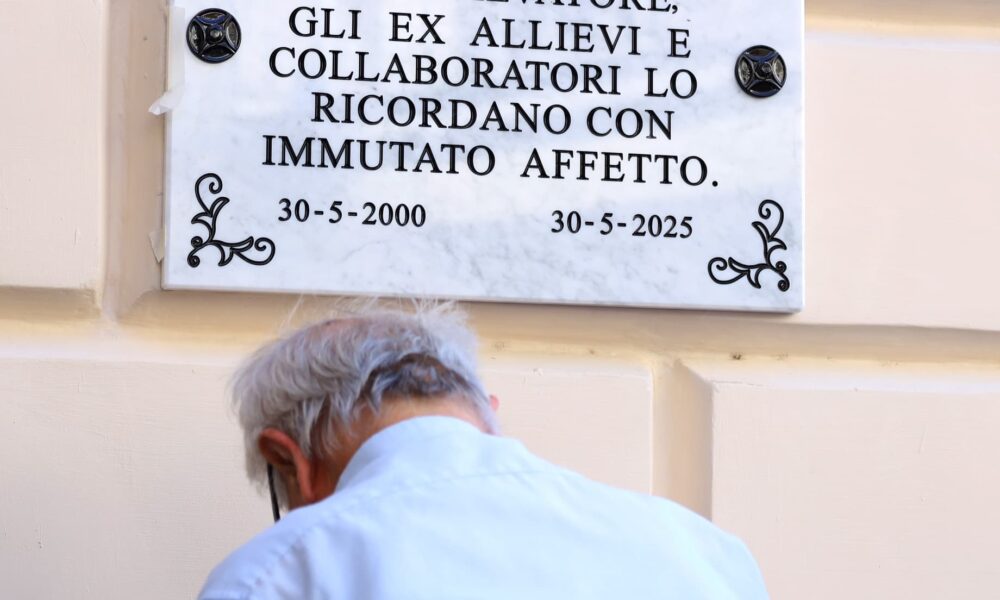 GLI EX ALLIEVI E
COLLABORATORI LO
RICORDANO CON
IMMUTATO AFFETTO.
30-5-2000 30-5-2025